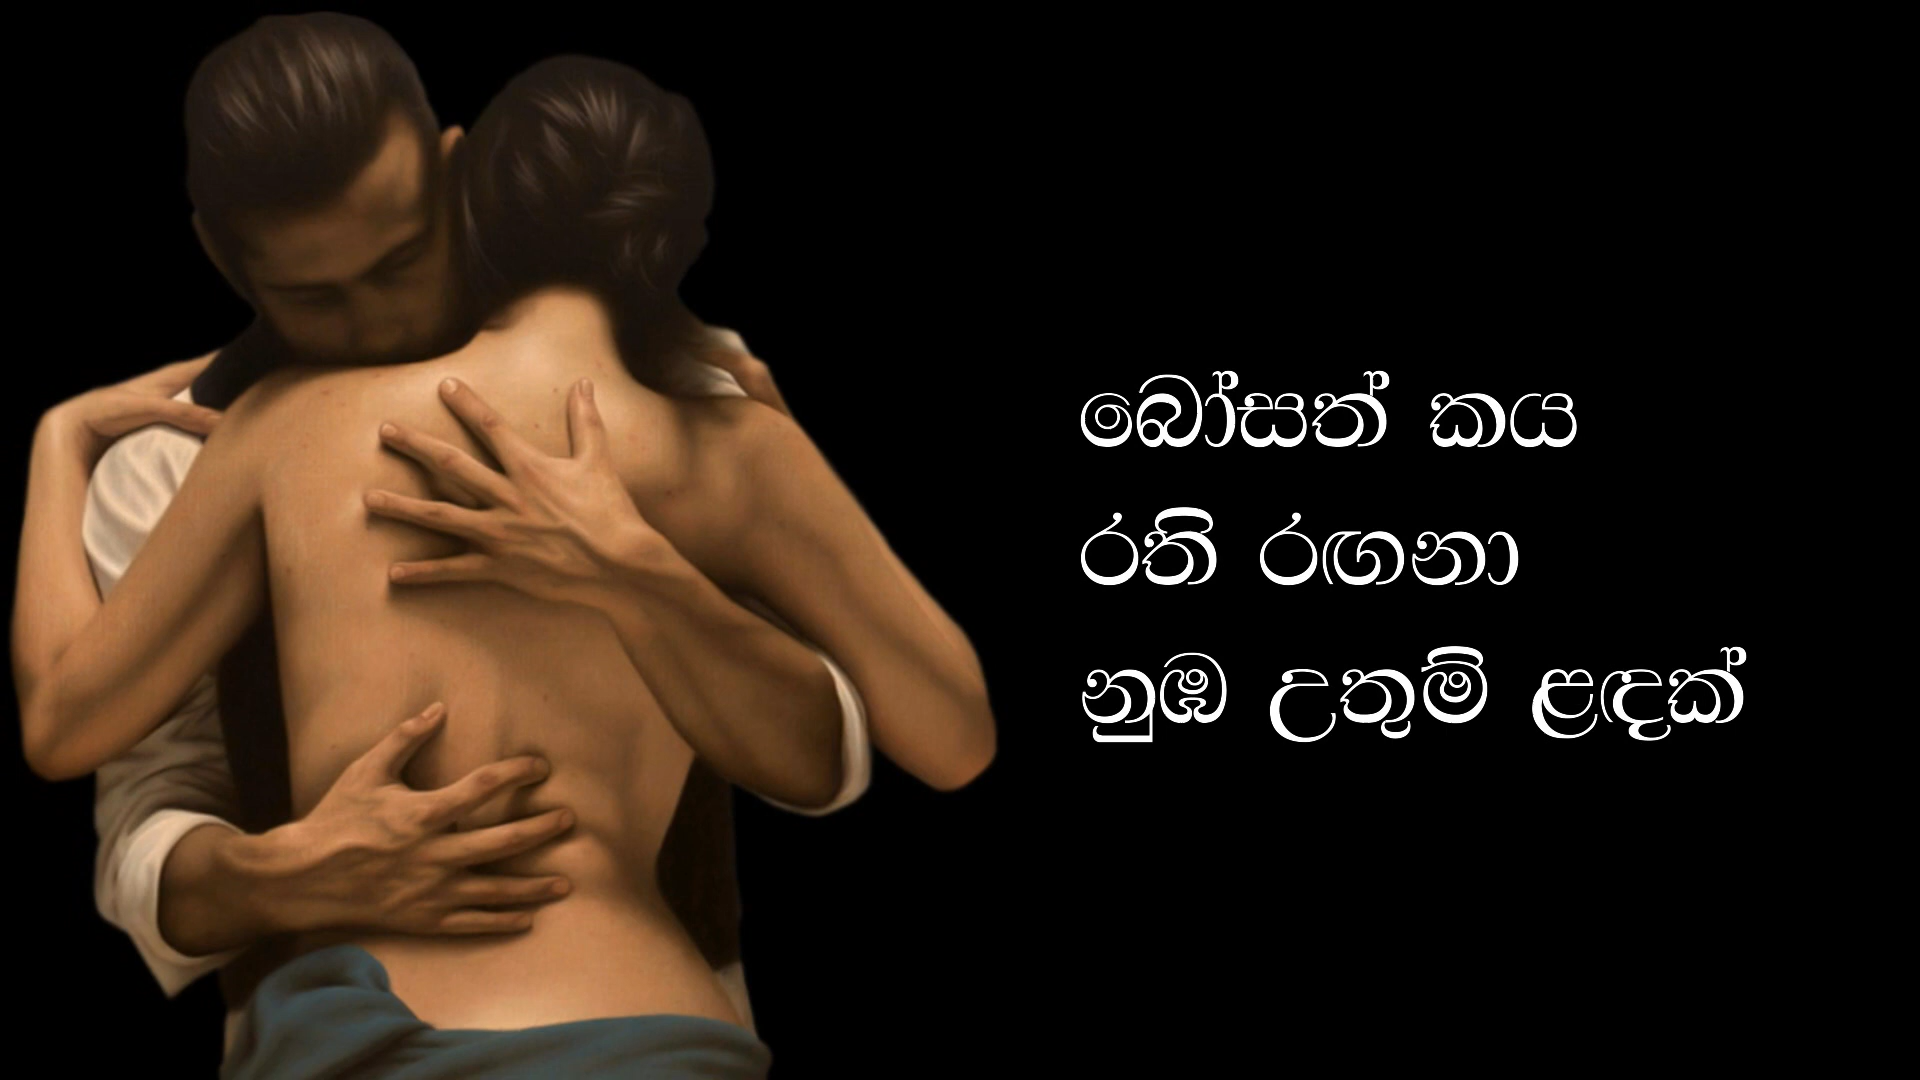 බෝසත් කය
රති රඟනා
නුඹ උතුම් ළඳක්